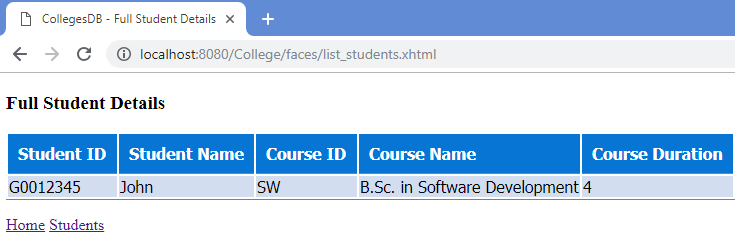 CollegesDB - Full Student Details
localhost:8080/College/faces/list_students.xhtml
Full Student Details
Student ID Student Name Course ID Course Name Course Duration
G0012345 John SW B.Sc. in Software Development 4
Home Students